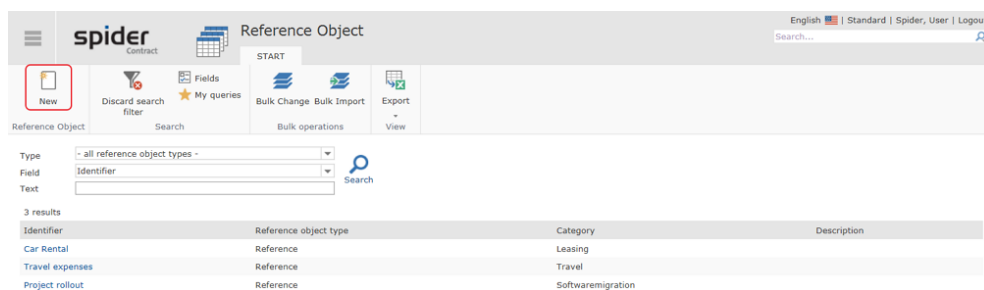 English | Standard | Spider, User | Logou
spider
Contract
Reference Object
Search...
START
New
Discard search
filter
Fields
My queries
Bulk Change Bulk Import
Export
Reference Object
Search
Bulk operations
View
Type - all reference object types -
Field Identifier
Text
Search
3 results
Identifier Reference object type Category Description
Car Rental Reference Leasing
Travel expenses Reference Travel
Project rollout Reference Softwaremigration